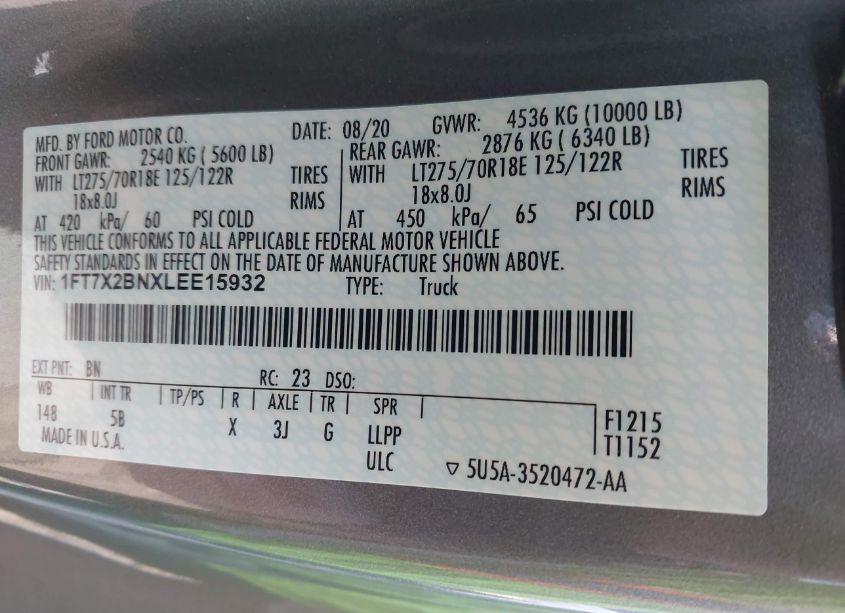 MFD. BY FORD MOTOR CO. DATE: 08/20 GVWR: 4536 KG (10000 LB)
FRONT GAWR: 2540 KG ( 5600 LB) REAR GAWR: 2876 KG ( 6340 LB)
WITH LT275/70R18E 125/122R TIRES WITH LT275/70R18E 125/122R TIRES
18x8.0J RIMS 18x8.0J RIMS
AT 420 kPa/ 60 PSI COLD AT 450 kPa/ 65 PSI COLD
THIS VEHICLE CONFORMS TO ALL APPLICABLE FEDERAL MOTOR VEHICLE
SAFETY STANDARDS IN EFFECT ON THE DATE OF MANUFACTURE SHOWN ABOVE.
VIN: 1FT7X2BNXLEE15932 TYPE: Truck
EXT PNT: BN RC: 23 DSO:
WB INT TR TP/PS R AXLE TR SPR
148 5B X 3J G LLPP F1215
MADE IN U.S.A. ULC T1152
5U5A-3520472-AA